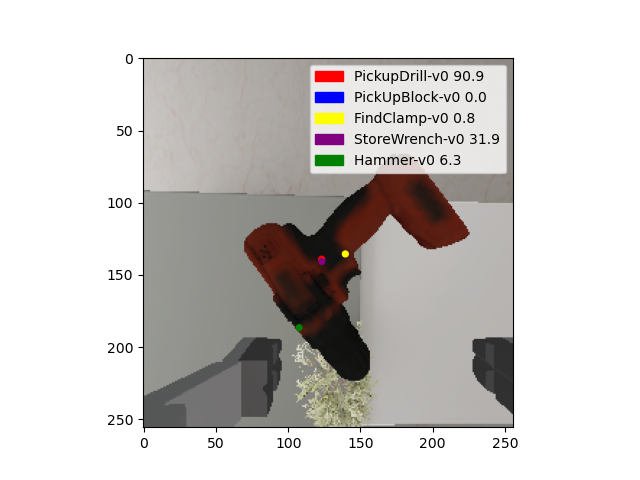 PickupDrill-v0 90.9
PickUpBlock-v0 0.0
FindClamp-v0 0.8
StoreWrench-v0 31.9
Hammer-v0 6.3
0
50
100
150
200
250
0 50 100 150 200 250